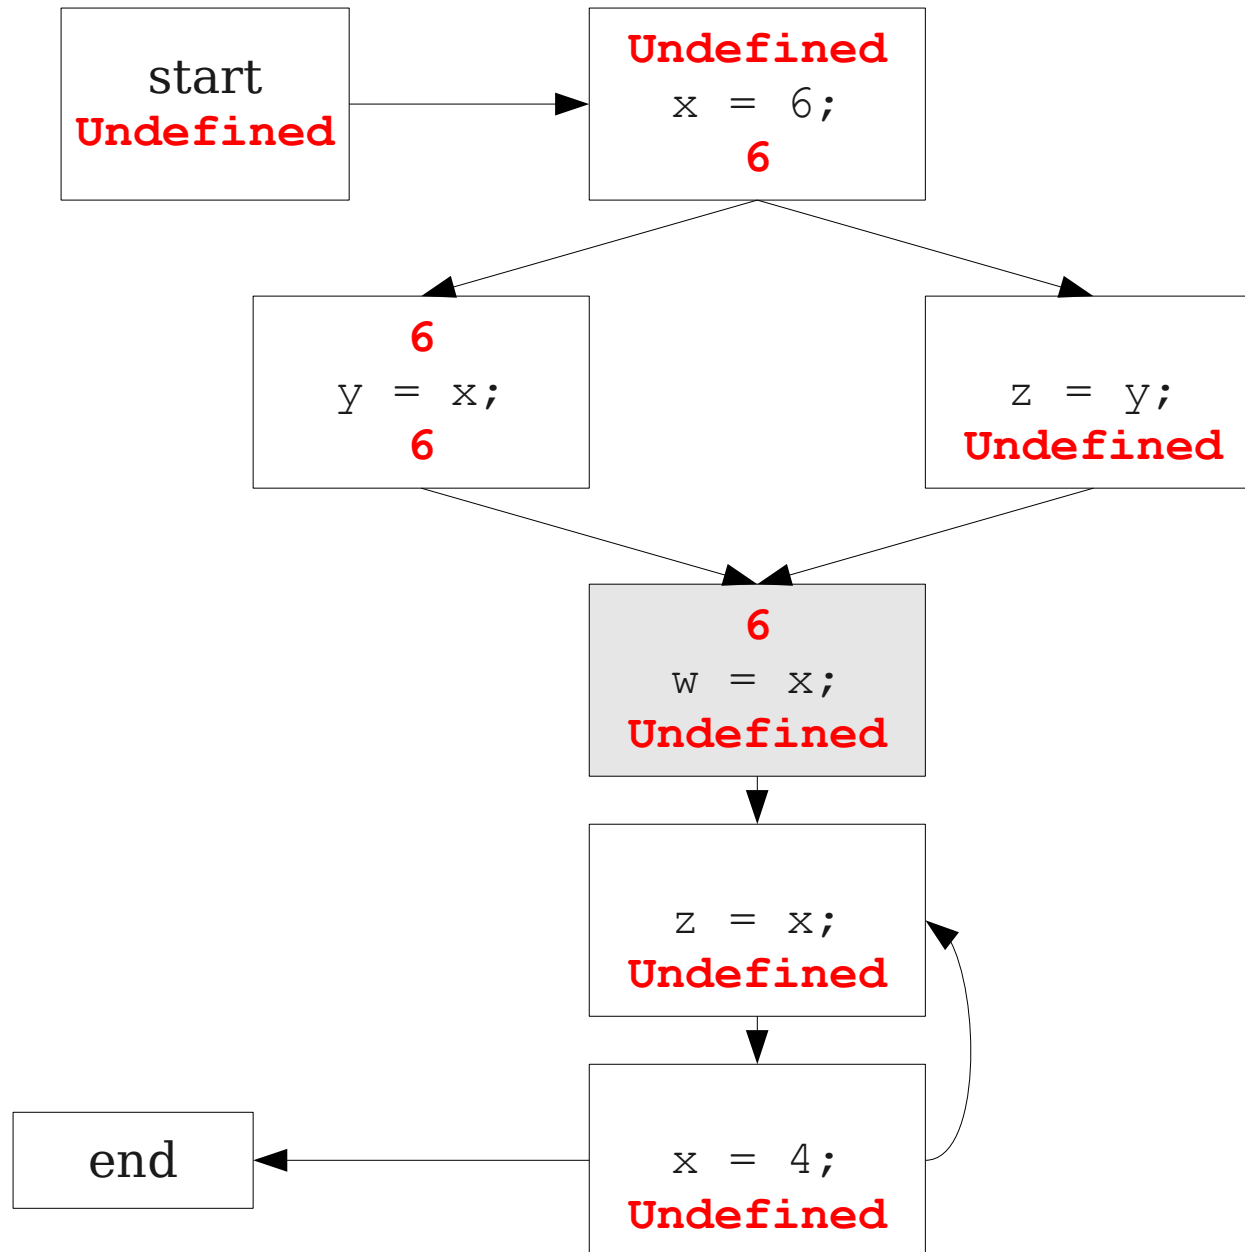 start
Undefined
Undefined
x = 6;
6
6
y = x;
6
z = y;
Undefined
6
w = x;
Undefined
z = x;
Undefined
x = 4;
Undefined
end